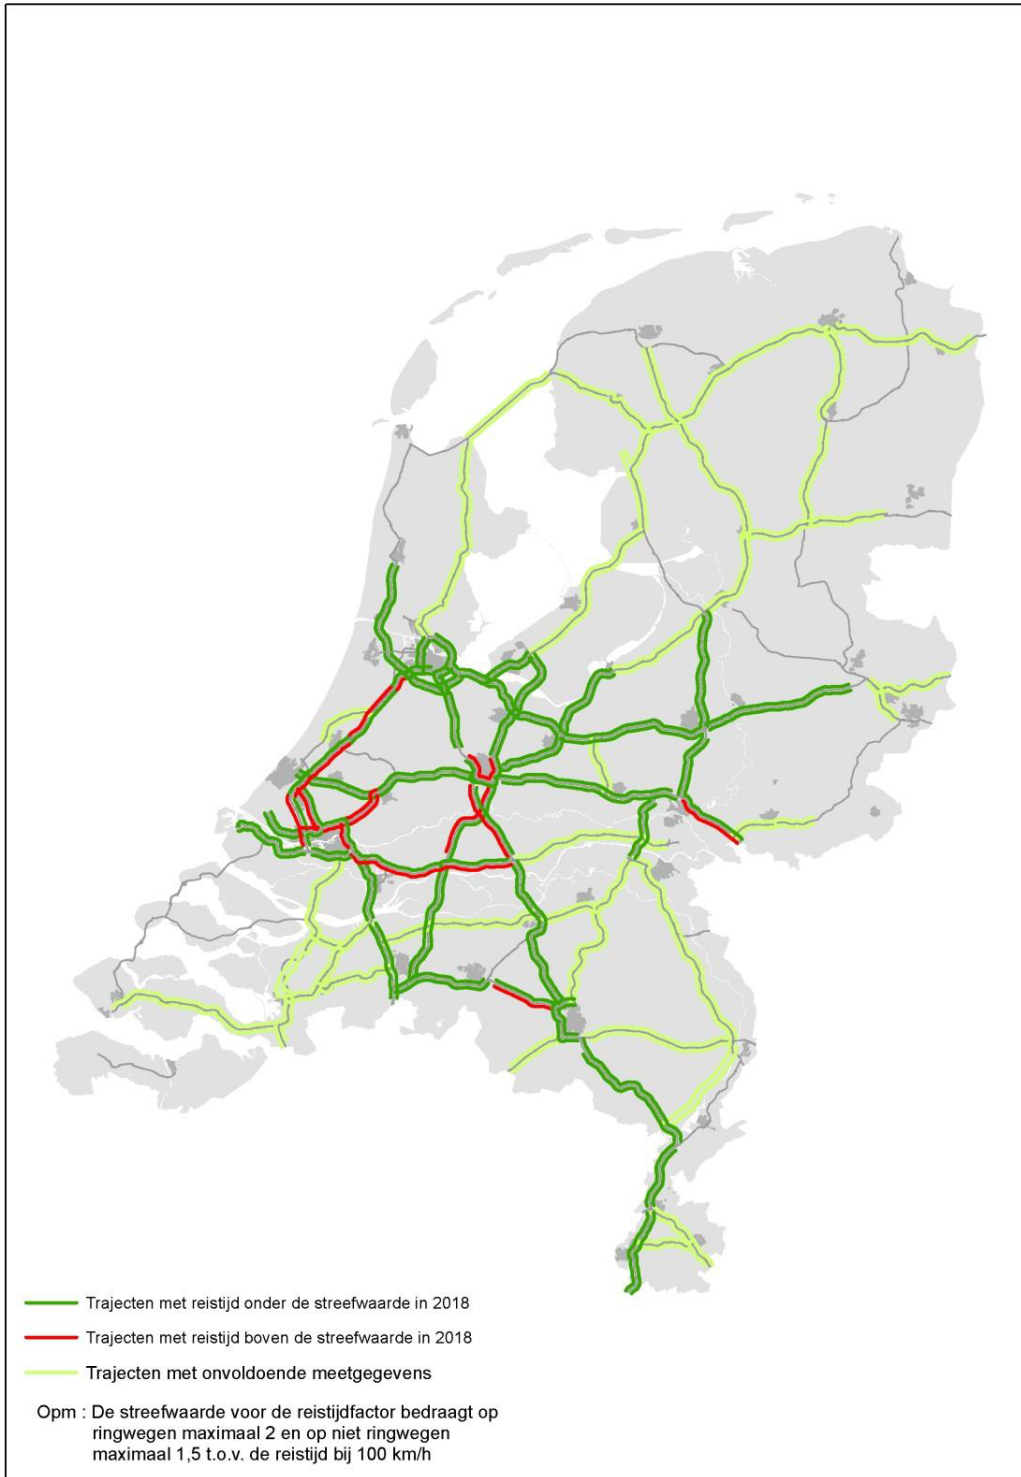 Trajecten met reistijd onder de streefwaarde in 2018
Trajecten met reistijd boven de streefwaarde in 2018
Trajecten met onvoldoende meetgegevens
Opm : De streefwaarde voor de reistijdfactor bedraagt op
ringwegen maximaal 2 en op niet ringwegen
maximaal 1,5 t.o.v. de reistijd bij 100 km/h